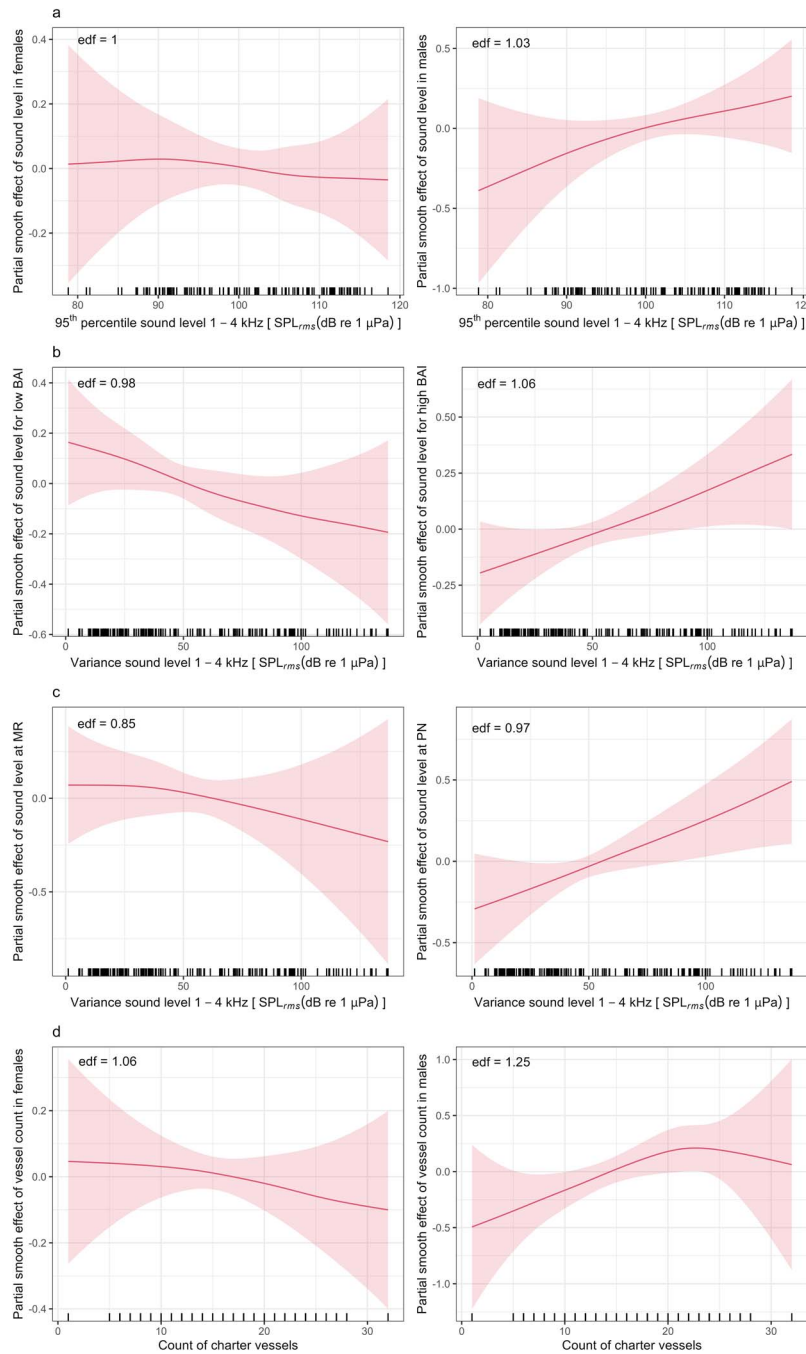 a
Partial smooth effect of sound level in females
edf = 1
0.4
0.2
0.0
-0.2
80 90 100 110 120
95th percentile sound level 1 – 4 kHz [ SPLrms(dB re 1 μPa) ]
Partial smooth effect of sound level in males
edf = 1.03
0.5
0.0
-0.5
-1.0
80 90 100 110 120
95th percentile sound level 1 – 4 kHz [ SPLrms(dB re 1 μPa) ]
b
Partial smooth effect of sound level for low BAI
edf = 0.98
0.4
0.2
0.0
-0.2
-0.4
-0.6
0 50 100
Variance sound level 1 – 4 kHz [ SPLrms(dB re 1 μPa) ]
Partial smooth effect of sound level for high BAI
edf = 1.06
0.50
0.25
0.00
-0.25
0 50 100
Variance sound level 1 – 4 kHz [ SPLrms(dB re 1 μPa) ]
c
Partial smooth effect of sound level at MR
edf = 0.85
0.0
-0.5
0 50 100
Variance sound level 1 – 4 kHz [ SPLrms(dB re 1 μPa) ]
Partial smooth effect of sound level at PN
edf = 0.97
0.5
0.0
-0.5
0 50 100
Variance sound level 1 – 4 kHz [ SPLrms(dB re 1 μPa) ]
d
Partial smooth effect of vessel count in females
edf = 1.06
0.2
0.0
-0.2
-0.4
0 10 20 30
Count of charter vessels
Partial smooth effect of vessel count in males
edf = 1.25
1.0
0.5
0.0
-0.5
-1.0
0 10 20 30
Count of charter vessels